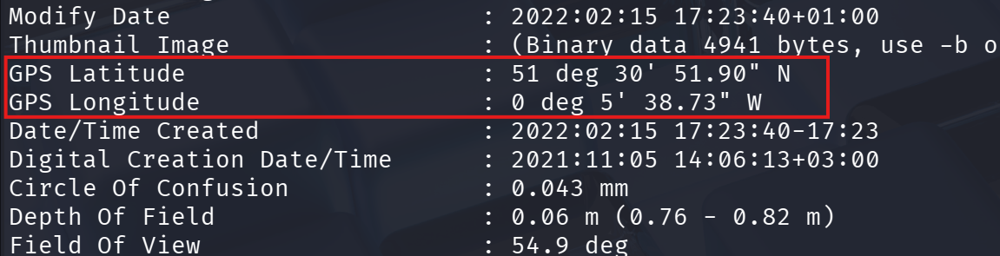 Modify Date : 2022:02:15 17:23:40+01:00
Thumbnail Image : (Binary data 4941 bytes, use -b o
GPS Latitude : 51 deg 30' 51.90" N
GPS Longitude : 0 deg 5' 38.73" W
Date/Time Created : 2022:02:15 17:23:40-17:23
Digital Creation Date/Time : 2021:11:05 14:06:13+03:00
Circle Of Confusion : 0.043 mm
Depth Of Field : 0.06 m (0.76 - 0.82 m)
Field Of View : 54.9 deg